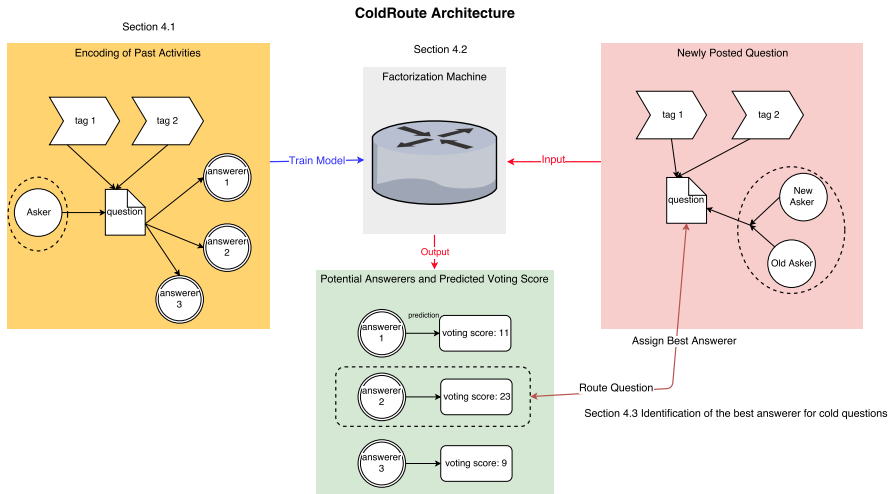 ColdRoute Architecture
Section 4.1
Encoding of Past Activities
tag 1
tag 2
Asker
question
answerer
1
answerer
2
answerer
3
Train Model
Section 4.2
Factorization Machine
Input
Output
Newly Posted Question
tag 1
tag 2
question
New
Asker
Old Asker
Potential Answerers and Predicted Voting Score
answerer
1
prediction
voting score: 11
answerer
2
voting score: 23
answerer
3
voting score: 9
Assign Best Answerer
Route Question
Section 4.3 Identification of the best answerer for cold questions